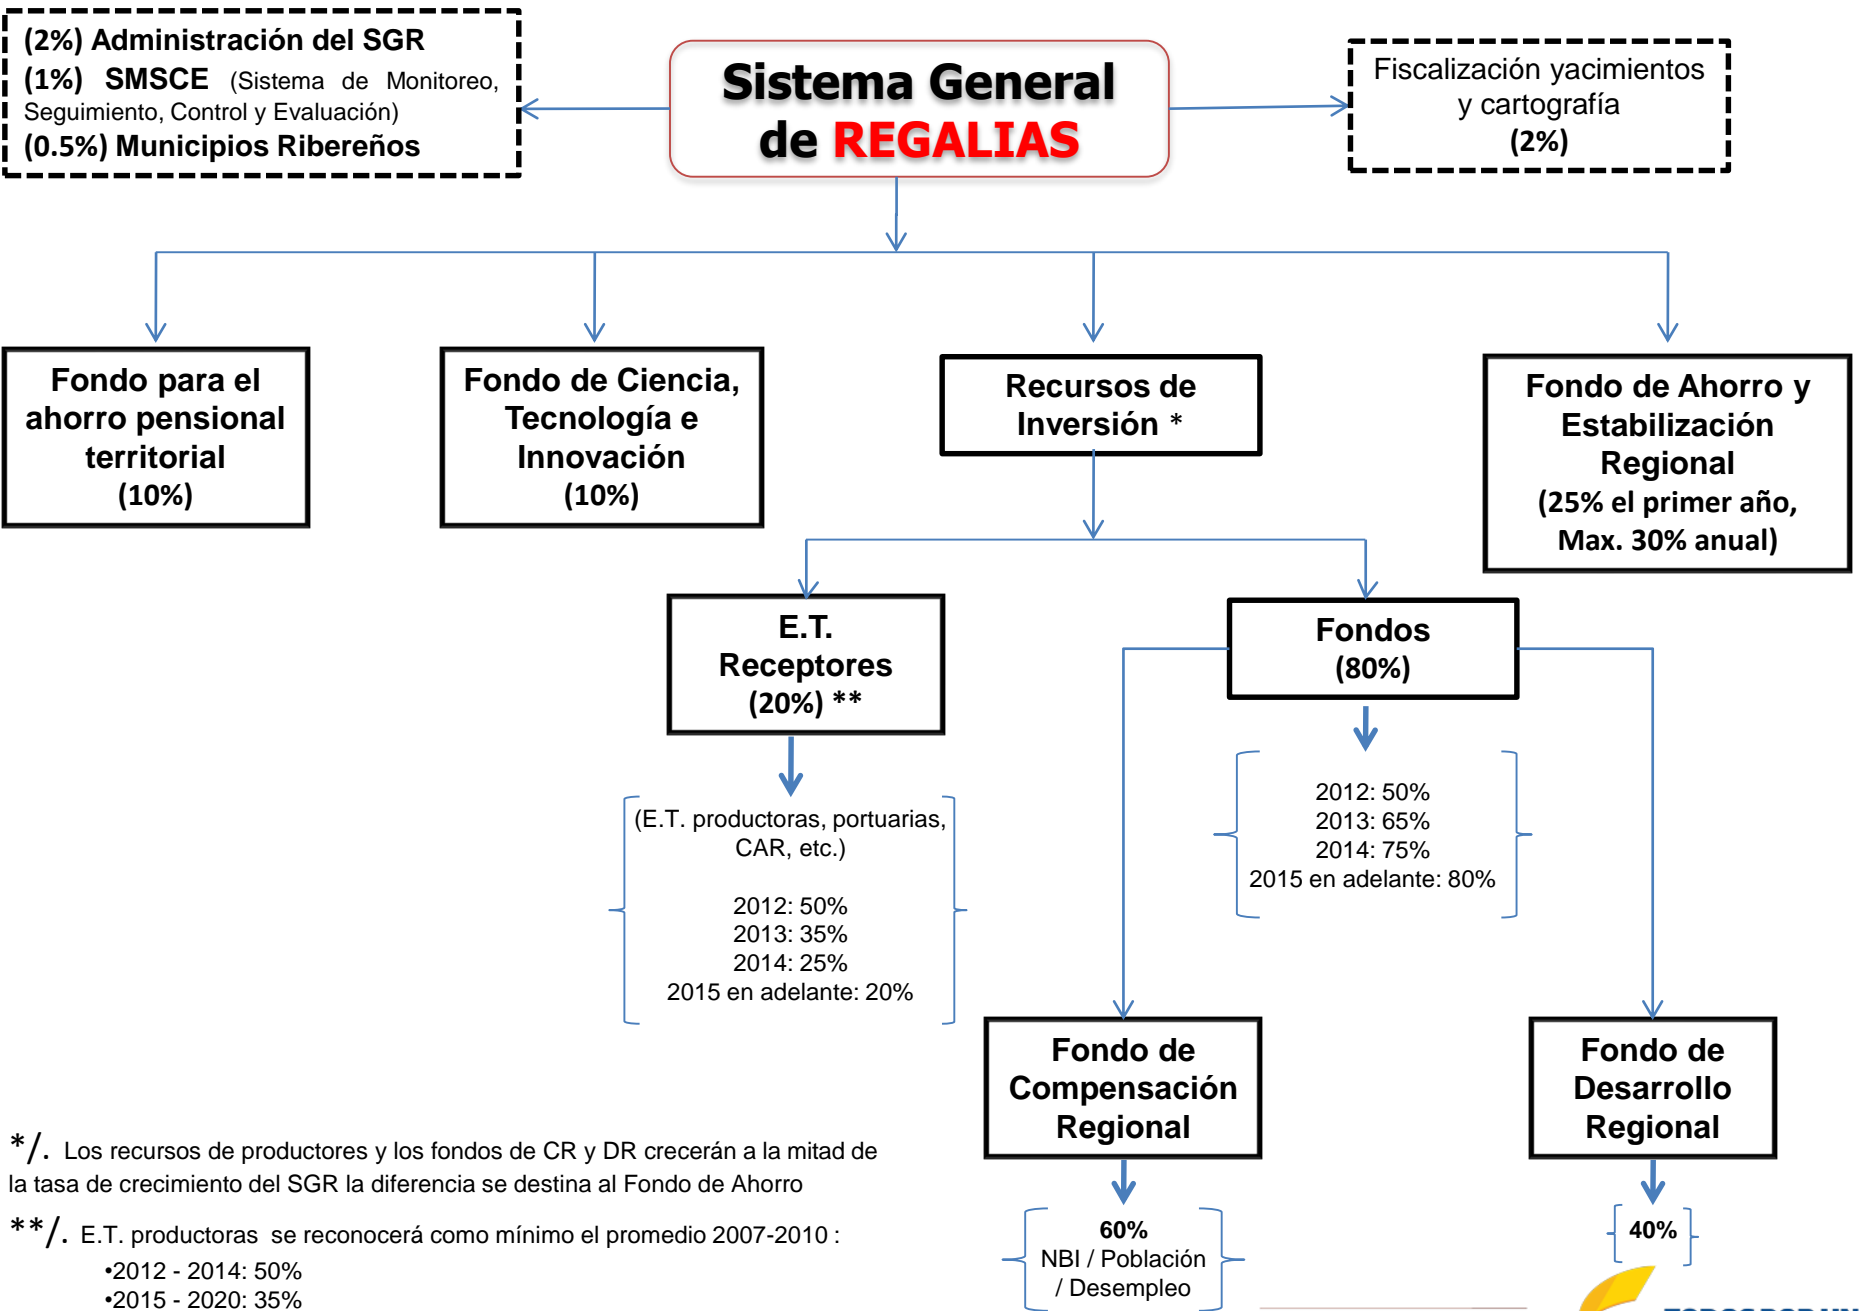 (2%) Administración del SGR
(1%) SMSCE (Sistema de Monitoreo,
Seguimiento, Control y Evaluación)
(0.5%) Municipios Ribereños
Sistema General
de REGALIAS
Fiscalización yacimientos
y cartografía
(2%)
Fondo para el
ahorro pensional
territorial
(10%)
Fondo de Ciencia,
Tecnología e
Innovación
(10%)
Recursos de
Inversión *
Fondo de Ahorro y
Estabilización
Regional
(25% el primer año,
Max. 30% anual)
E.T.
Receptores
(20%) **
Fondos
(80%)
(E.T. productoras, portuarias,
CAR, etc.)
2012: 50%
2013: 35%
2014: 25%
2015 en adelante: 20%
2012: 50%
2013: 65%
2014: 75%
2015 en adelante: 80%
Fondo de
Compensación
Regional
Fondo de
Desarrollo
Regional
60%
NBI / Población
/ Desempleo
40%
*/. Los recursos de productores y los fondos de CR y DR crecerán a la mitad de
la tasa de crecimiento del SGR la diferencia se destina al Fondo de Ahorro
**/. E.T. productoras se reconocerá como mínimo el promedio 2007-2010 :
•2012 - 2014: 50%
•2015 - 2020: 35%